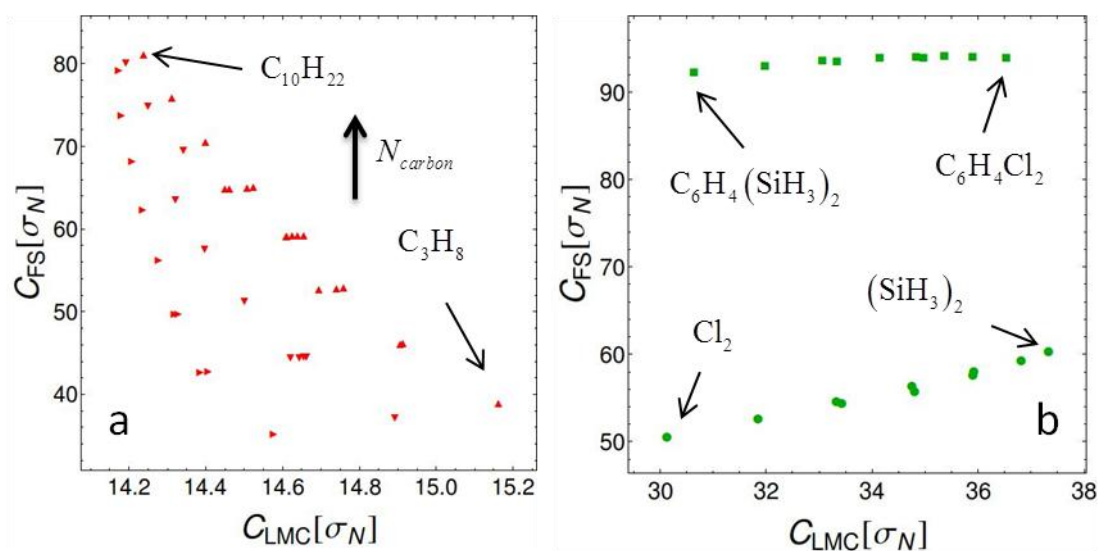 C_FS[σ_N]
80
70
60
50
40
C₁₀H₂₂
N_carbon
C₃H₈
a
14.2 14.4 14.6 14.8 15.0 15.2
C_LMC[σ_N]
C_FS[σ_N]
90
80
70
60
50
C₆H₄(SiH₃)₂
C₆H₄Cl₂
(SiH₃)₂
Cl₂
b
30 32 34 36 38
C_LMC[σ_N]